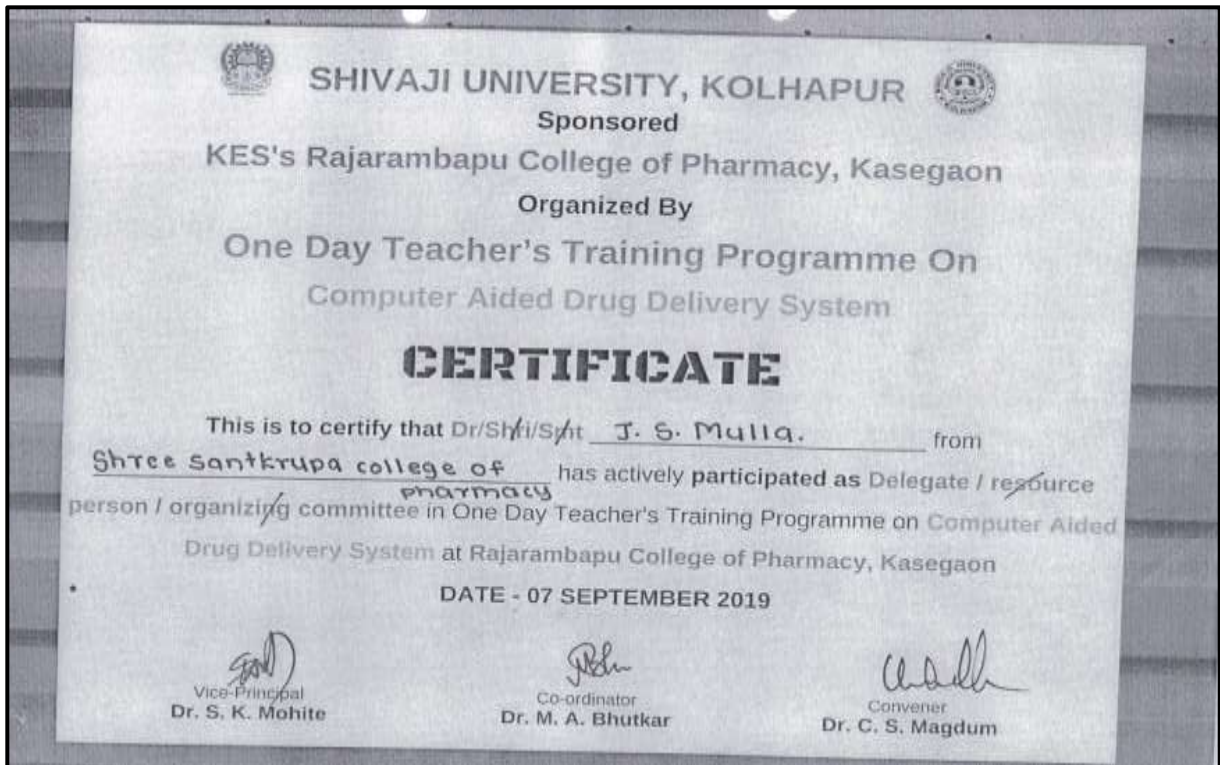 SHIVAJI UNIVERSITY, KOLHAPUR
Sponsored
KES's Rajarambapu College of Pharmacy, Kasegaon
Organized By
One Day Teacher's Training Programme On
Computer Aided Drug Delivery System
CERTIFICATE
This is to certify that Dr/Shri/Smt J. S. Mulla. from
Shree Santkrupa college of pharmacy has actively participated as Delegate / resource
person / organizing committee in One Day Teacher's Training Programme on Computer Aided
Drug Delivery System at Rajarambapu College of Pharmacy, Kasegaon
DATE - 07 SEPTEMBER 2019
Vice-Principal
Dr. S. K. Mohite
Co-ordinator
Dr. M. A. Bhutkar
Convener
Dr. C. S. Magdum